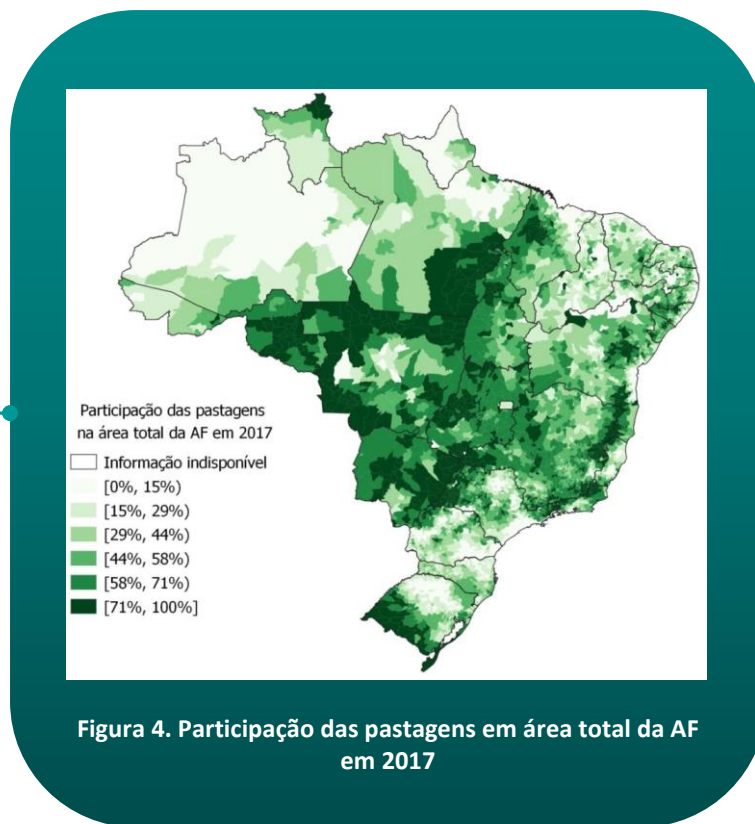 Participação das pastagens
na área total da AF em 2017
Informação indisponível
[0%, 15%)
[15%, 29%)
[29%, 44%)
[44%, 58%)
[58%, 71%)
[71%, 100%]
Figura 4. Participação das pastagens em área total da AF
em 2017